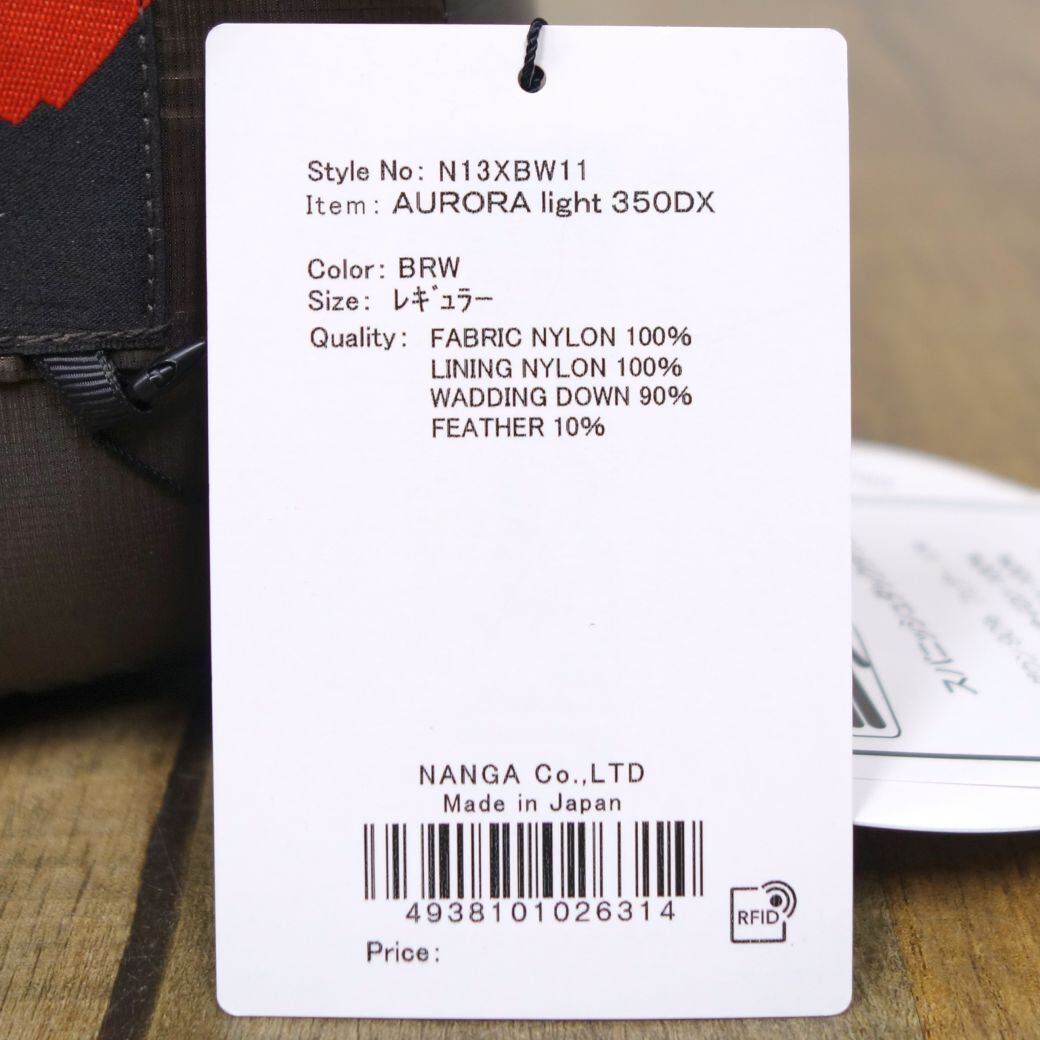 Style No: N13XBW11
Item: AURORA light 350DX
Color: BRW
Size: ﾚｷﾞｭﾗｰ
Quality: FABRIC NYLON 100%
LINING NYLON 100%
WADDING DOWN 90%
FEATHER 10%
NANGA Co.,LTD
Made in Japan
4938101026314
RFID
Price: